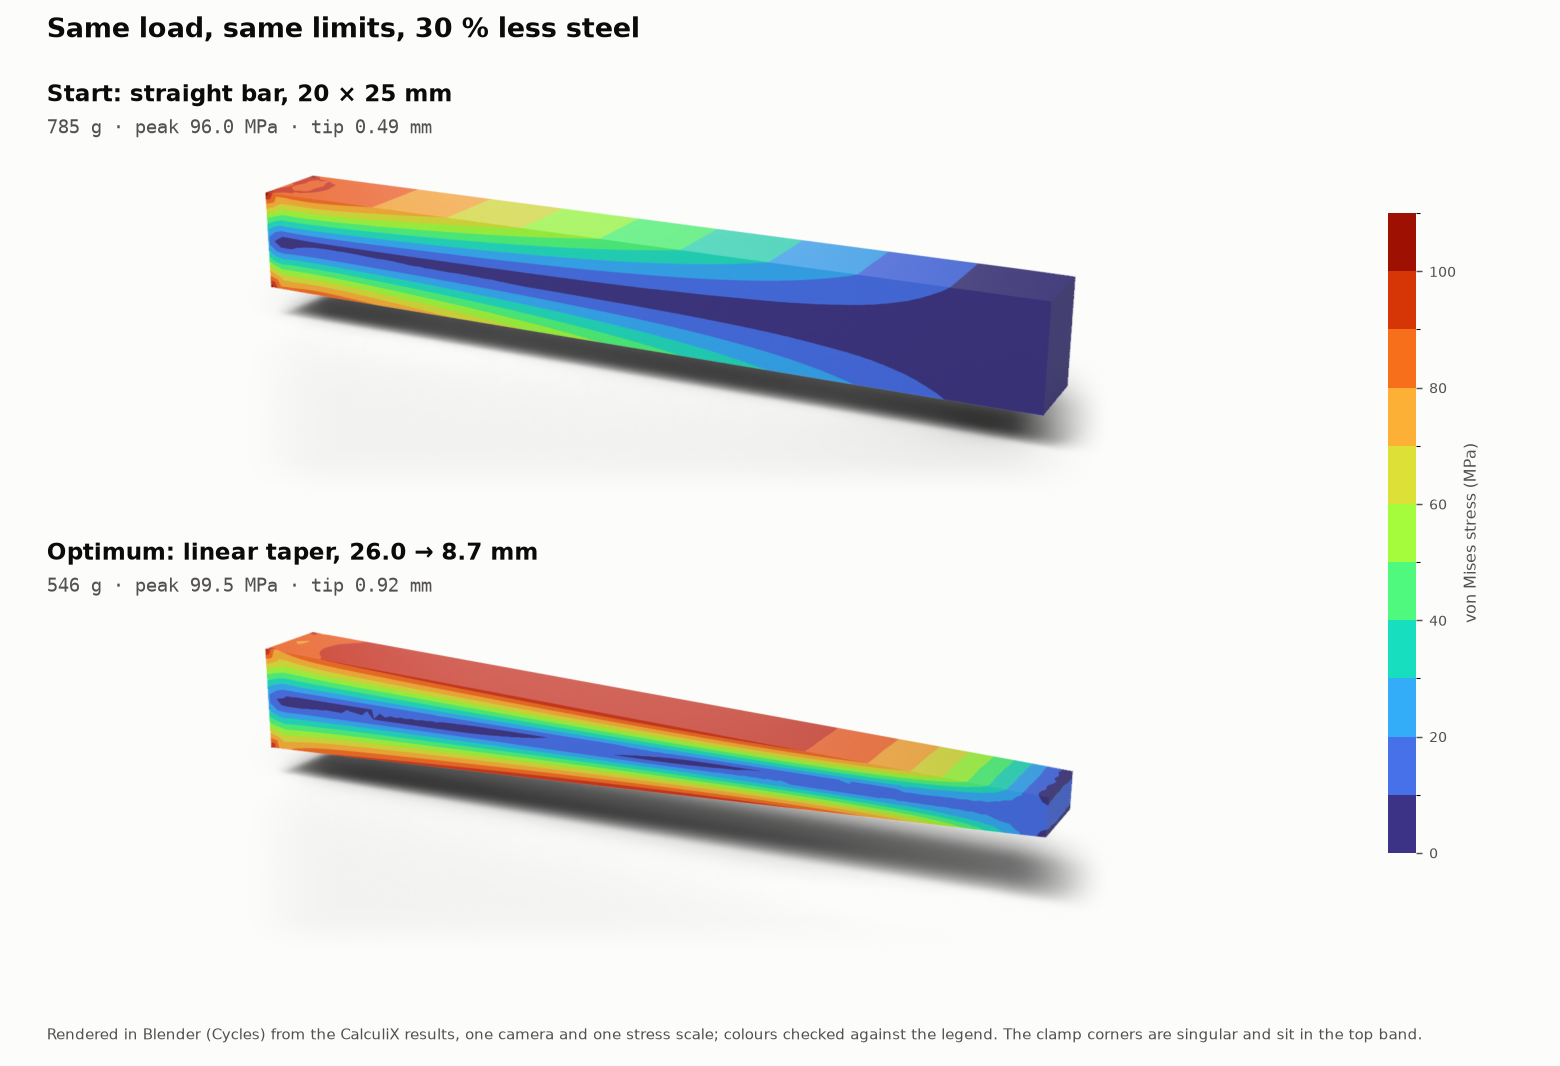 Same load, same limits, 30 % less steel
Start: straight bar, 20 × 25 mm
785 g · peak 96.0 MPa · tip 0.49 mm
100
80
60
40
20
0
von Mises stress (MPa)
Optimum: linear taper, 26.0 → 8.7 mm
546 g · peak 99.5 MPa · tip 0.92 mm
Rendered in Blender (Cycles) from the CalculiX results, one camera and one stress scale; colours checked against the legend. The clamp corners are singular and sit in the top band.